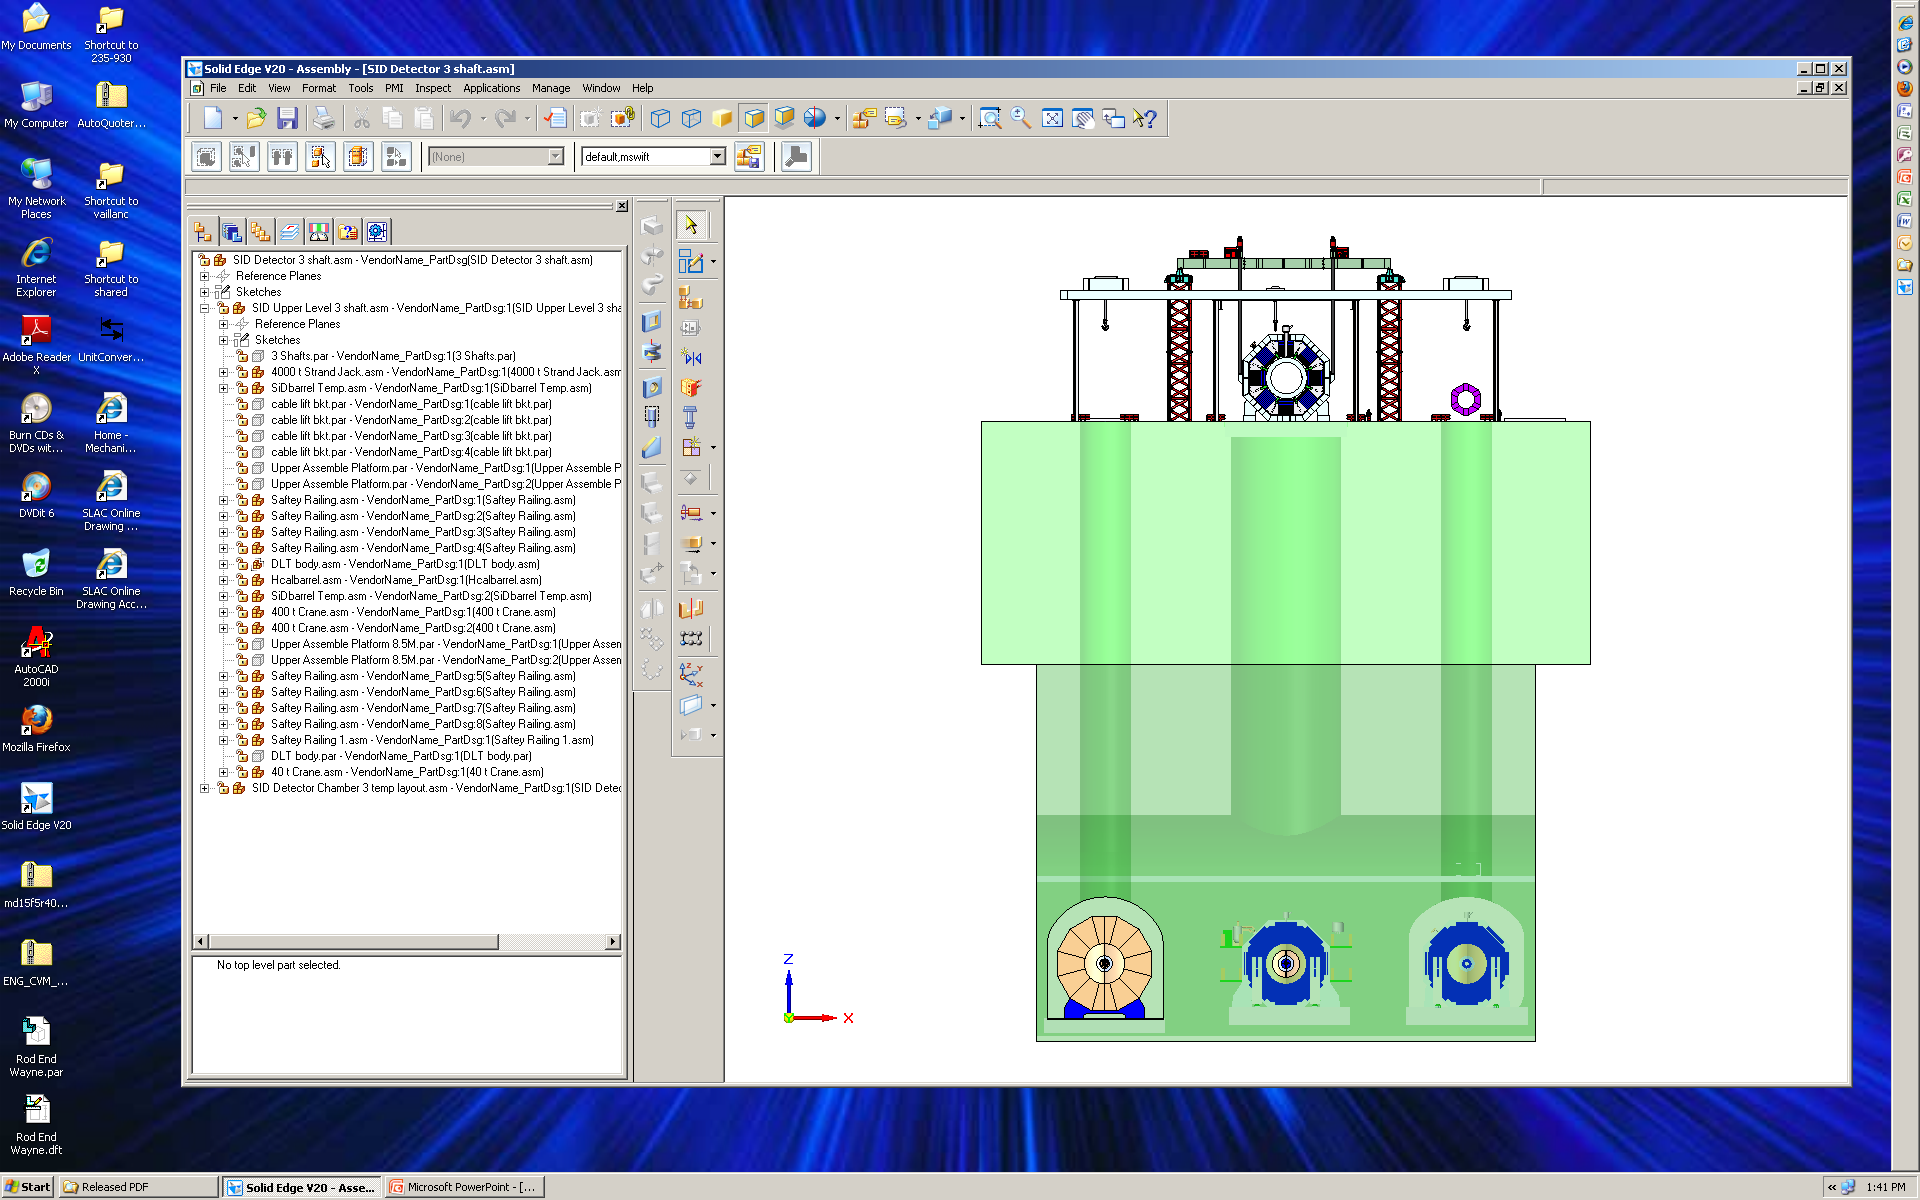 My Documents
Shortcut to
235-930
My Computer
AutoQuoter...
My Network
Places
Shortcut to
vaillanc
Internet
Explorer
Shortcut to
shared
Adobe Reader
X
UnitConver...
Burn CDs &
DVDs wit...
Home -
Mechani...
DVDit 6
SLAC Online
Drawing ...
Recycle Bin
SLAC Online
Drawing Acc...
AutoCAD
2000i
Mozilla Firefox
Solid Edge V20
md15f5r40...
ENG_CVM_...
Rod End
Wayne.par
Rod End
Wayne.dft
Solid Edge V20 - Assembly - [SID Detector 3 shaft.asm]
File Edit View Format Tools PMI Inspect Applications Manage Window Help
(None)
default,mswift
SID Detector 3 shaft.asm - VendorName_PartDsg(SID Detector 3 shaft.asm)
Reference Planes
Sketches
SID Upper Level 3 shaft.asm - VendorName_PartDsg:1(SID Upper Level 3 sha
Reference Planes
Sketches
3 Shafts.par - VendorName_PartDsg:1(3 Shafts.par)
4000 t Strand Jack.asm - VendorName_PartDsg:1(4000 t Strand Jack.asm
SiDbarrel Temp.asm - VendorName_PartDsg:1(SiDbarrel Temp.asm)
cable lift bkt.par - VendorName_PartDsg:1(cable lift bkt.par)
cable lift bkt.par - VendorName_PartDsg:2(cable lift bkt.par)
cable lift bkt.par - VendorName_PartDsg:3(cable lift bkt.par)
cable lift bkt.par - VendorName_PartDsg:4(cable lift bkt.par)
Upper Assemble Platform.par - VendorName_PartDsg:1(Upper Assemble P
Upper Assemble Platform.par - VendorName_PartDsg:2(Upper Assemble P
Saftey Railing.asm - VendorName_PartDsg:1(Saftey Railing.asm)
Saftey Railing.asm - VendorName_PartDsg:2(Saftey Railing.asm)
Saftey Railing.asm - VendorName_PartDsg:3(Saftey Railing.asm)
Saftey Railing.asm - VendorName_PartDsg:4(Saftey Railing.asm)
DLT body.asm - VendorName_PartDsg:1(DLT body.asm)
Hcalbarrel.asm - VendorName_PartDsg:1(Hcalbarrel.asm)
SiDbarrel Temp.asm - VendorName_PartDsg:2(SiDbarrel Temp.asm)
400 t Crane.asm - VendorName_PartDsg:1(400 t Crane.asm)
400 t Crane.asm - VendorName_PartDsg:2(400 t Crane.asm)
Upper Assemble Platform 8.5M.par - VendorName_PartDsg:1(Upper Assen
Upper Assemble Platform 8.5M.par - VendorName_PartDsg:2(Upper Assen
Saftey Railing.asm - VendorName_PartDsg:5(Saftey Railing.asm)
Saftey Railing.asm - VendorName_PartDsg:6(Saftey Railing.asm)
Saftey Railing.asm - VendorName_PartDsg:7(Saftey Railing.asm)
Saftey Railing.asm - VendorName_PartDsg:8(Saftey Railing.asm)
Saftey Railing 1.asm - VendorName_PartDsg:1(Saftey Railing 1.asm)
DLT body.par - VendorName_PartDsg:1(DLT body.par)
40 t Crane.asm - VendorName_PartDsg:1(40 t Crane.asm)
SID Detector Chamber 3 temp layout.asm - VendorName_PartDsg:1(SID Detec
No top level part selected.
Z
X
Start
Released PDF
Solid Edge V20 - Asse...
Microsoft PowerPoint - [...
«
1:41 PM